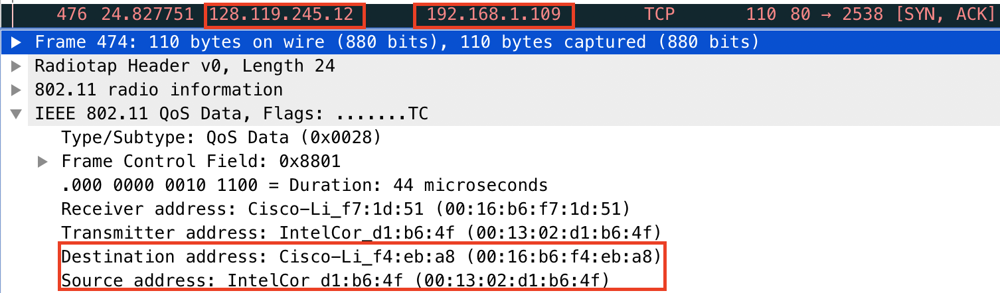 476 24.827751 128.119.245.12 192.168.1.109 TCP 110 80 → 2538 [SYN, ACK]
Frame 474: 110 bytes on wire (880 bits), 110 bytes captured (880 bits)
Radiotap Header v0, Length 24
802.11 radio information
IEEE 802.11 QoS Data, Flags: .......TC
Type/Subtype: QoS Data (0x0028)
Frame Control Field: 0x8801
.000 0000 0010 1100 = Duration: 44 microseconds
Receiver address: Cisco-Li_f7:1d:51 (00:16:b6:f7:1d:51)
Transmitter address: IntelCor_d1:b6:4f (00:13:02:d1:b6:4f)
Destination address: Cisco-Li_f4:eb:a8 (00:16:b6:f4:eb:a8)
Source address: IntelCor_d1:b6:4f (00:13:02:d1:b6:4f)